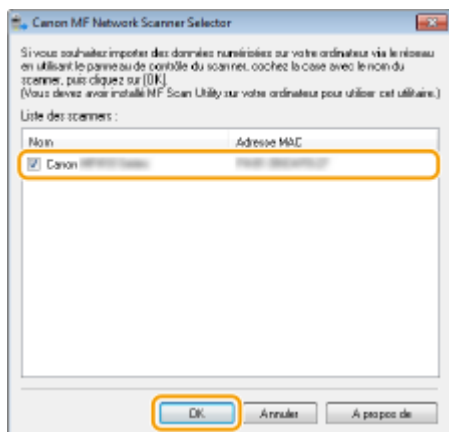 Canon MF Network Scanner Selector
Si vous souhaitez importer des données numérisées sur votre ordinateur via le réseau
en utilisant le panneau de contrôle du scanner, cochez la case avec le nom du
scanner, puis cliquez sur [OK].
(Vous devez avoir installé MF Scan Utility sur votre ordinateur pour utiliser cet utilitaire.)
Liste des scanners :
Nom Adresse MAC
Canon
OK Annuler A propos de